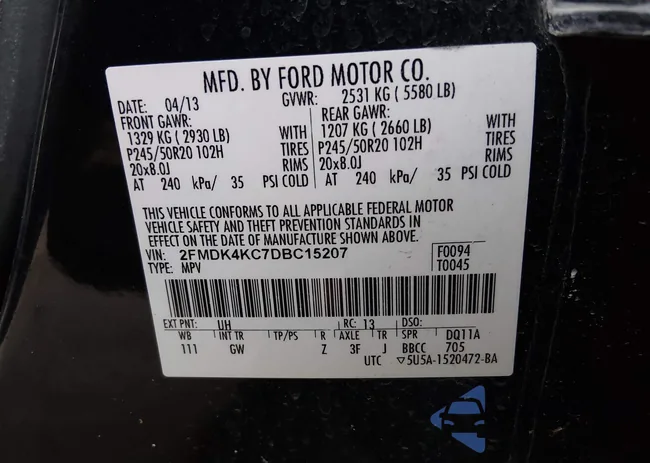 MFD. BY FORD MOTOR CO.
DATE: 04/13 GVWR: 2531 KG ( 5580 LB)
FRONT GAWR: REAR GAWR:
1329 KG ( 2930 LB) WITH 1207 KG ( 2660 LB) WITH
P245/50R20 102H TIRES P245/50R20 102H TIRES
20x8.0J RIMS 20x8.0J RIMS
AT 240 kPa/ 35 PSI COLD AT 240 kPa/ 35 PSI COLD
THIS VEHICLE CONFORMS TO ALL APPLICABLE FEDERAL MOTOR
VEHICLE SAFETY AND THEFT PREVENTION STANDARDS IN
EFFECT ON THE DATE OF MANUFACTURE SHOWN ABOVE.
VIN: 2FMDK4KC7DBC15207 F0094
TYPE: MPV T0045
EXT PNT: UH RC: 13 DSO:
WB INT TR TP/PS R AXLE TR SPR DQ11A
111 GW Z 3F J BBCC 705
UTC ▽5U5A-1520472-BA